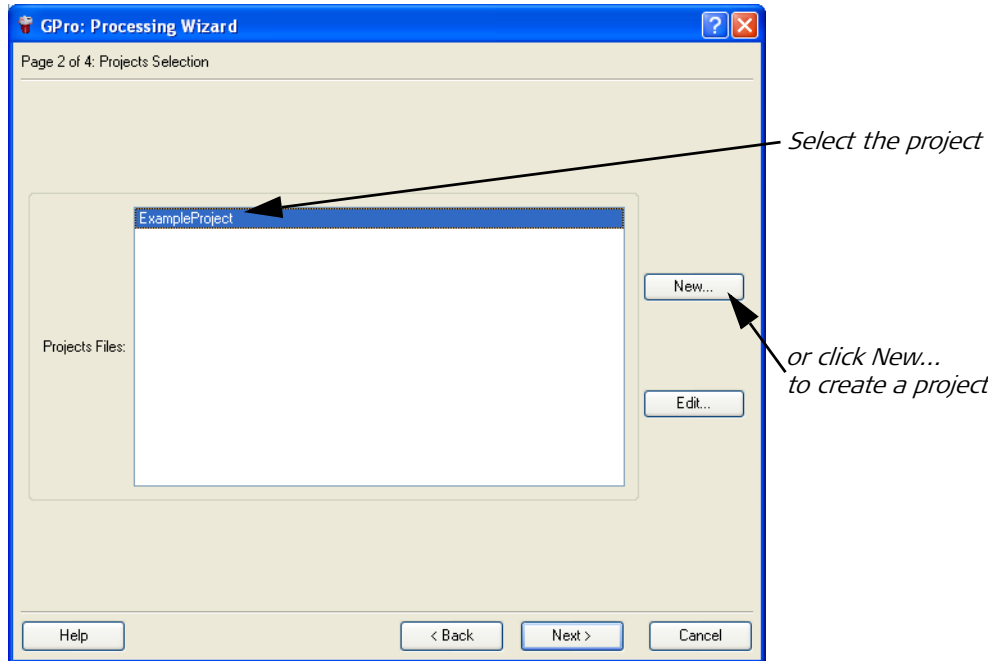 GPro: Processing Wizard
Page 2 of 4: Projects Selection
Select the project
ExampleProject
New...
Projects Files:
or click New...
to create a project
Edit...
Help
< Back
Next >
Cancel